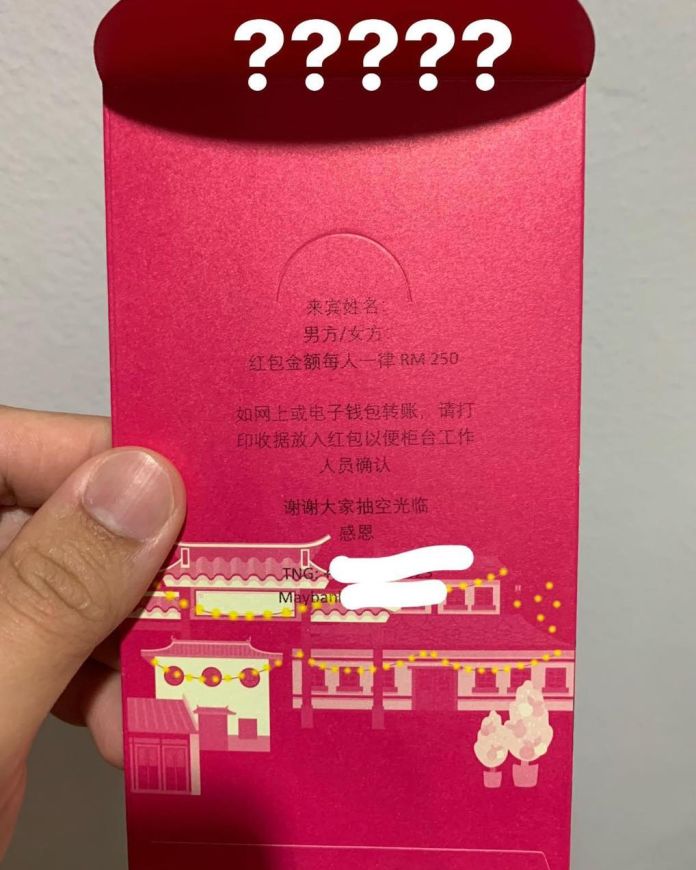 ?????
来宾姓名:
男方/女方:
红包金额每人一律 RM 250
如网上或电子钱包转账，请打
印收据放入红包以便柜台工作
人员确认
谢谢大家抽空光临
感恩
TNG:
Mayban